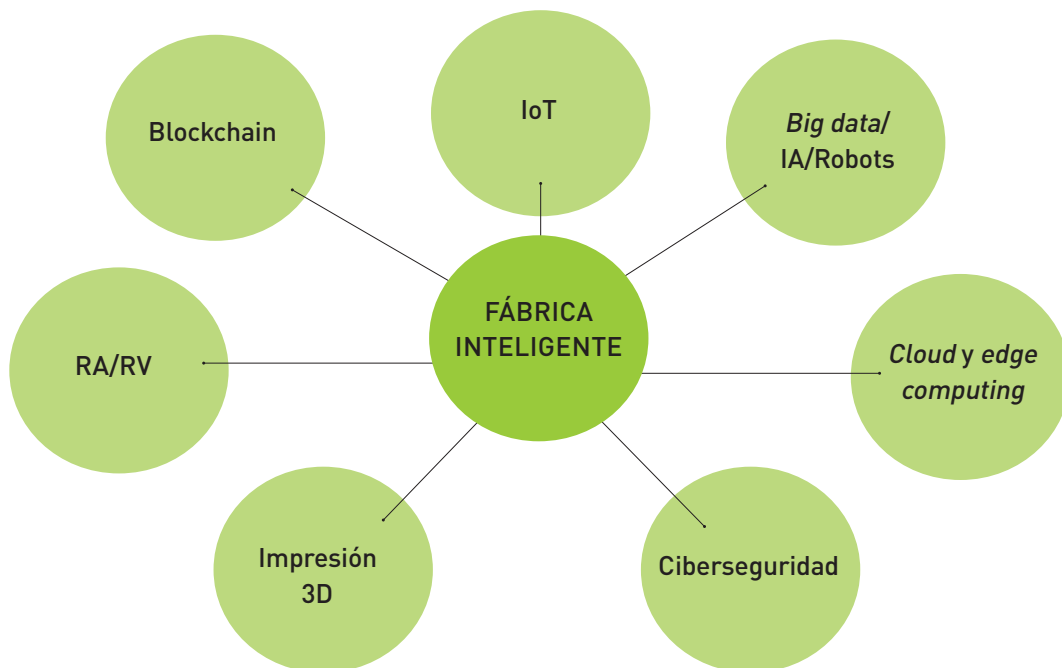 IoT
Blockchain
Big data/
IA/Robots
FÁBRICA
INTELIGENTE
RA/RV
Cloud y edge
computing
Impresión
3D
Ciberseguridad